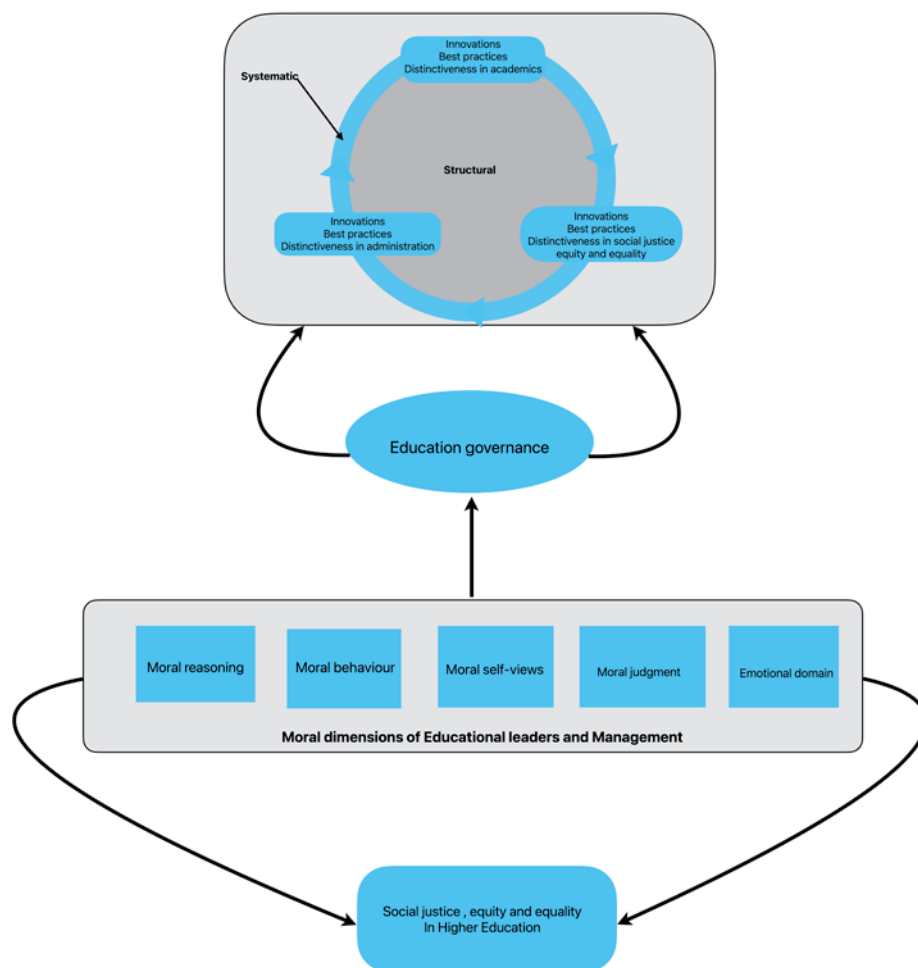 Innovations
Best practices
Distinctiveness in academics
Systematic
Structural
Innovations
Best practices
Distinctiveness in administration
Innovations
Best practices
Distinctiveness in social justice
equity and equality
Education governance
Moral reasoning
Moral behaviour
Moral self-views
Moral judgment
Emotional domain
Moral dimensions of Educational leaders and Management
Social justice , equity and equality
In Higher Education